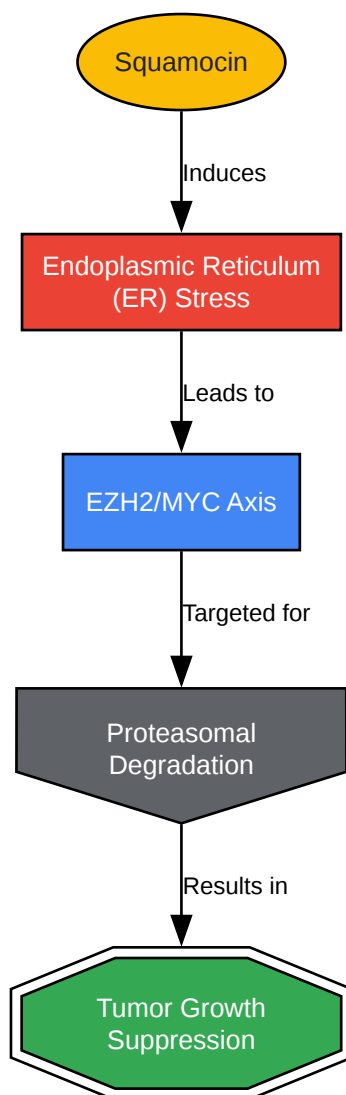 Squamocin
Induces
Endoplasmic Reticulum
(ER) Stress
Leads to
EZH2/MYC Axis
Targeted for
Proteasomal
Degradation
Results in
Tumor Growth
Suppression